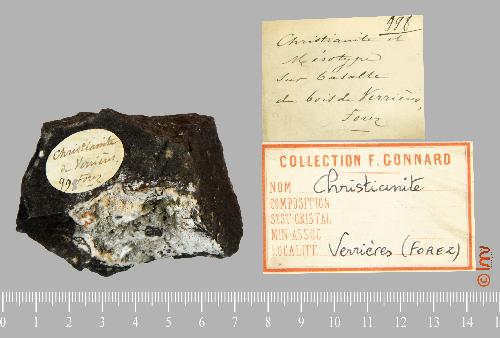 998
Christianite et
Mésotype
sur basalte
du bois de Verrières,
Forez
Christianite
de Verrières,
Forez
998
COLLECTION F. GONNARD
NOM Christianite
COMPOSITION
SYST CRISTAL
MIN-ASSOC
LOCALITÉ Verrières (FOREZ)
© lmv
0 1 2 3 4 5 6 7 8 9 10 11 12 13 14